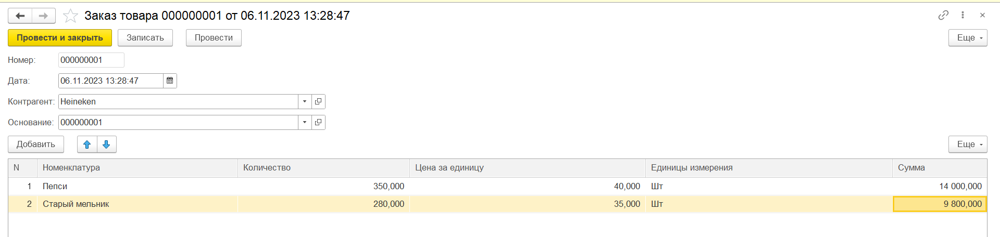 Заказ товара 000000001 от 06.11.2023 13:28:47
Провести и закрыть Записать Провести Еще
Номер: 000000001
Дата: 06.11.2023 13:28:47
Контрагент: Heineken
Основание: 000000001
Добавить Еще
N Номенклатура Количество Цена за единицу Единицы измерения Сумма
1 Пепси 350,000 40,000 Шт 14 000,000
2 Старый мельник 280,000 35,000 Шт 9 800,000